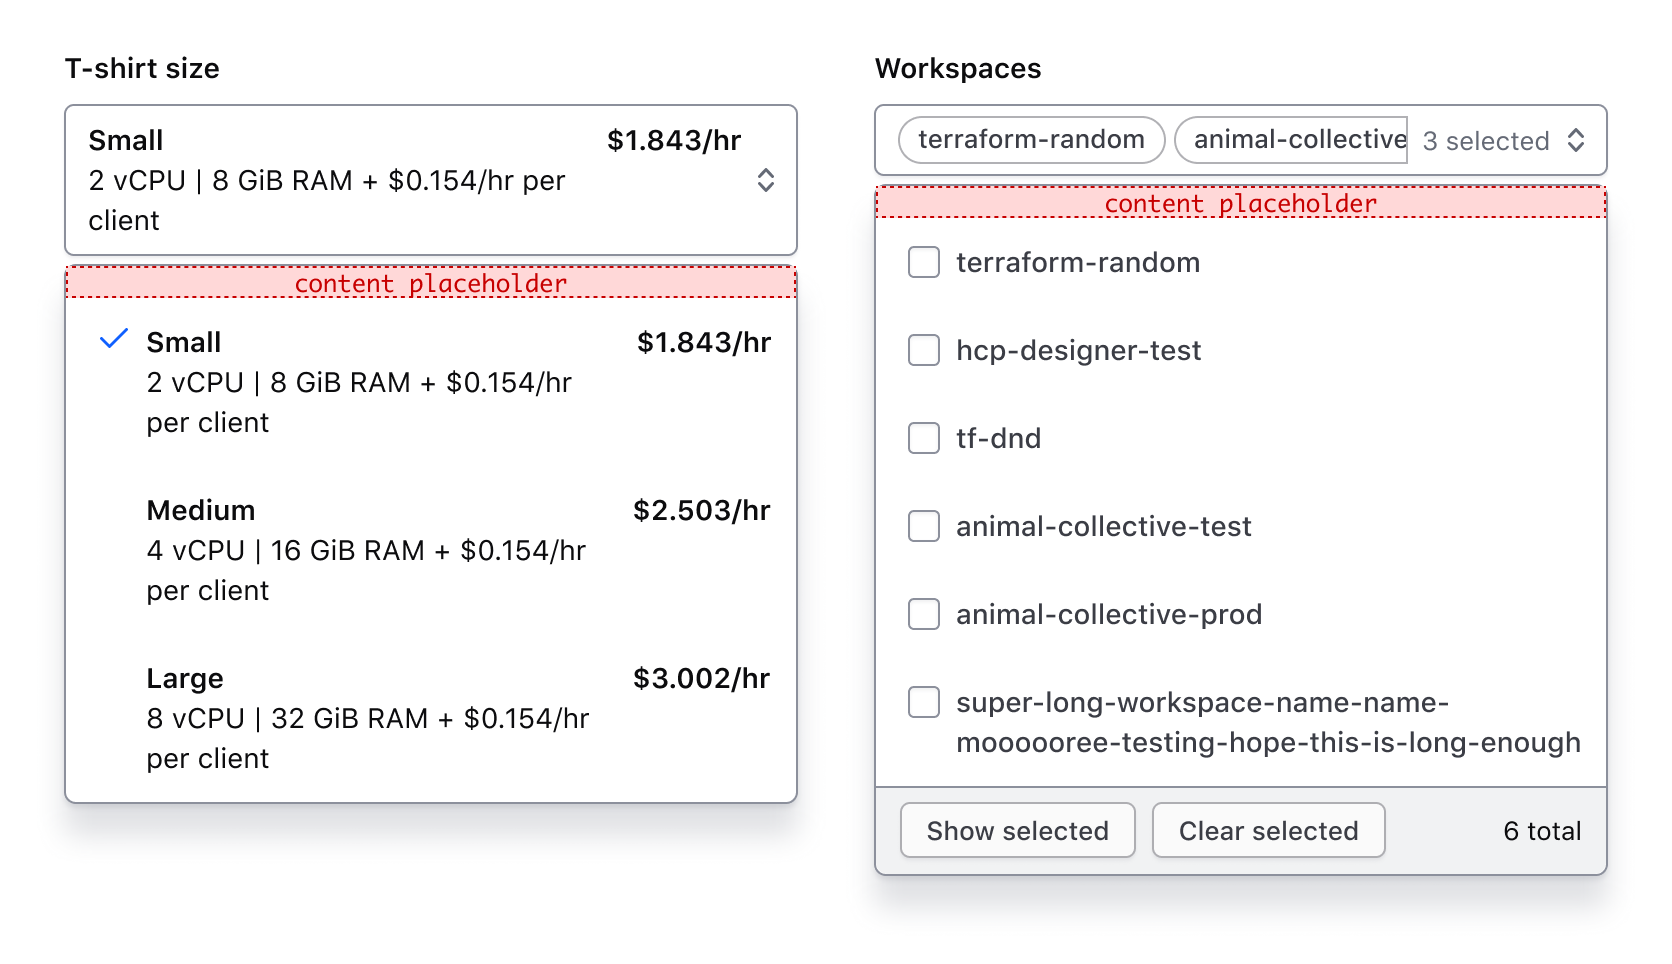 T-shirt size
Small $1.843/hr
2 vCPU | 8 GiB RAM + $0.154/hr per
client
content placeholder
Small $1.843/hr
2 vCPU | 8 GiB RAM + $0.154/hr
per client
Medium $2.503/hr
4 vCPU | 16 GiB RAM + $0.154/hr
per client
Large $3.002/hr
8 vCPU | 32 GiB RAM + $0.154/hr
per client
Workspaces
terraform-random animal-collective 3 selected
content placeholder
terraform-random
hcp-designer-test
tf-dnd
animal-collective-test
animal-collective-prod
super-long-workspace-name-name-
moooooree-testing-hope-this-is-long-enough
Show selected Clear selected 6 total